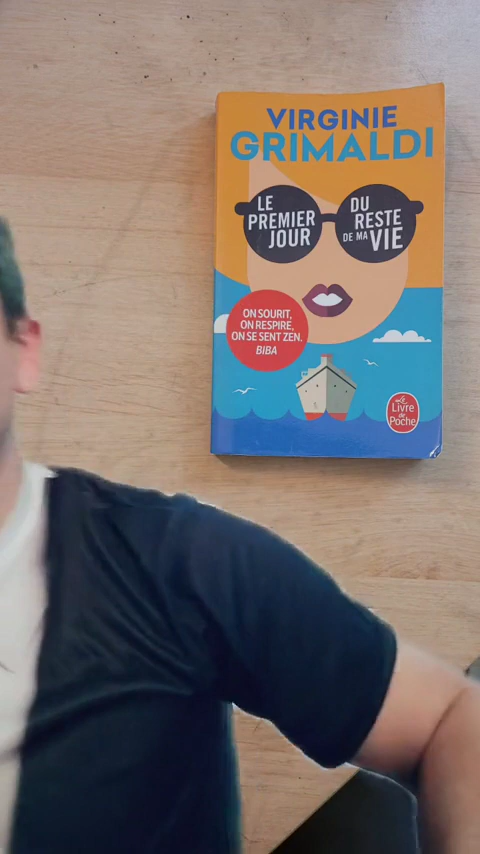 VIRGINIE
GRIMALDI
LE
PREMIER
JOUR
DU
RESTE
DE MA VIE
ON SOURIT,
ON RESPIRE,
ON SE SENT ZEN.
BIBA
Le
Livre
de
Poche